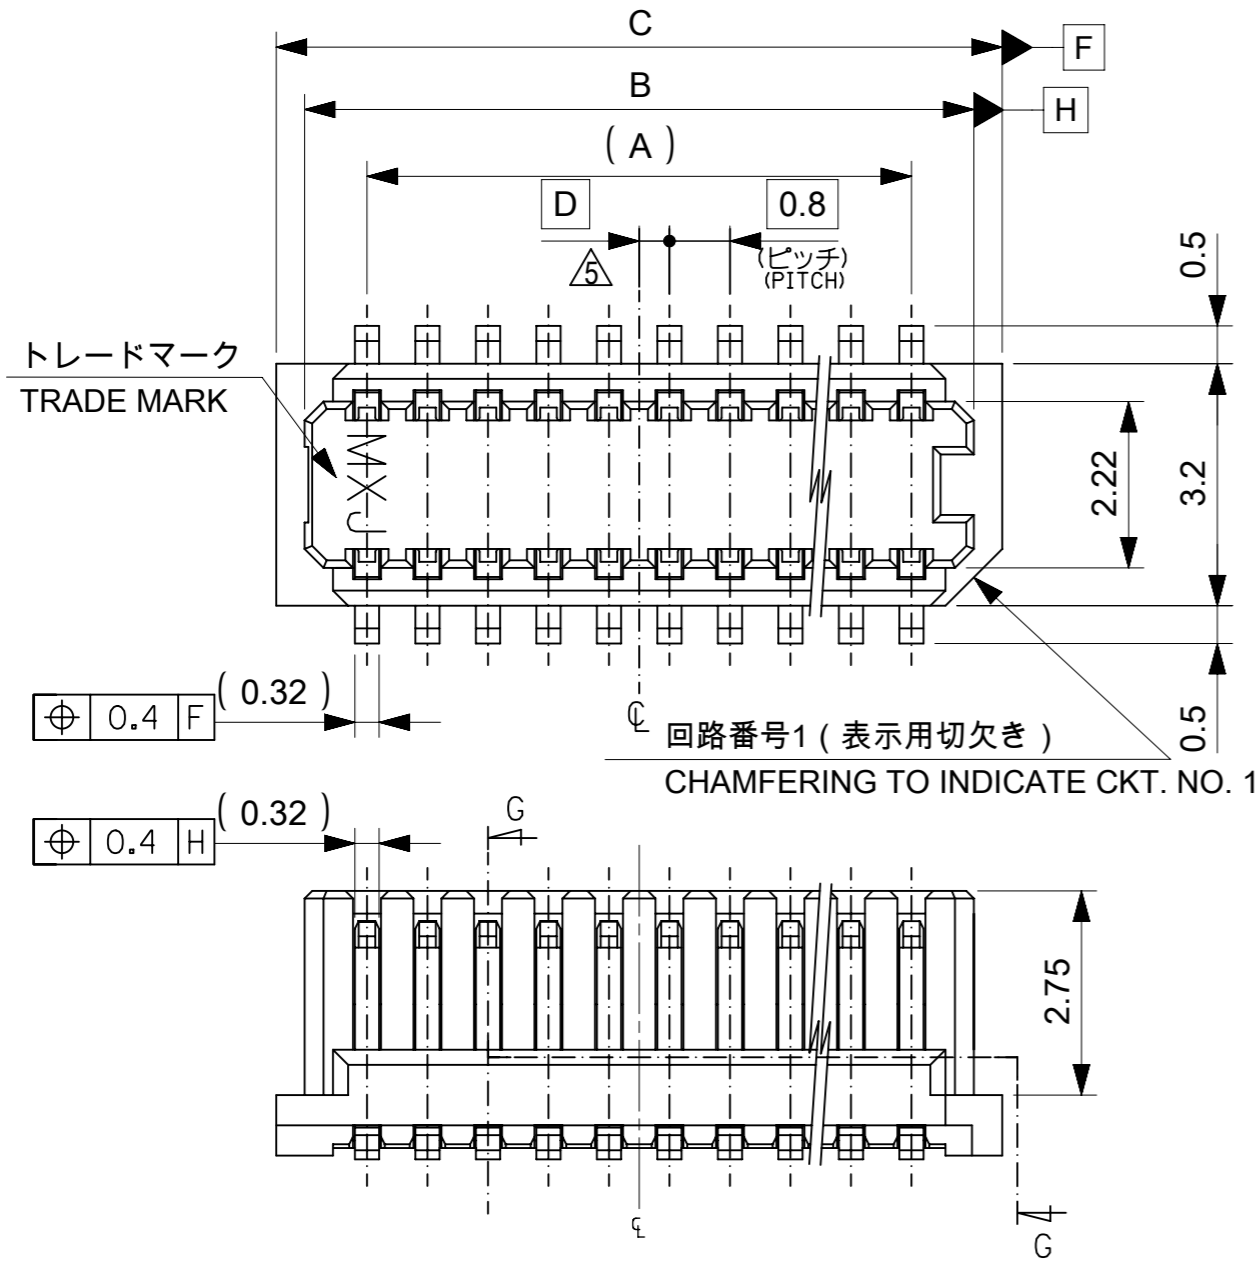 C
F
B
H
( A )
D
0.8
5
(ピッチ)
(PITCH)
0.5
トレードマーク
TRADE MARK
MXJ
2.22
3.2
0.4 F
( 0.32 )
℄
回路番号1 ( 表示用切欠き )
CHAMFERING TO INDICATE CKT. NO. 1
0.5
0.4 H
( 0.32 )
G
2.75
℄
G